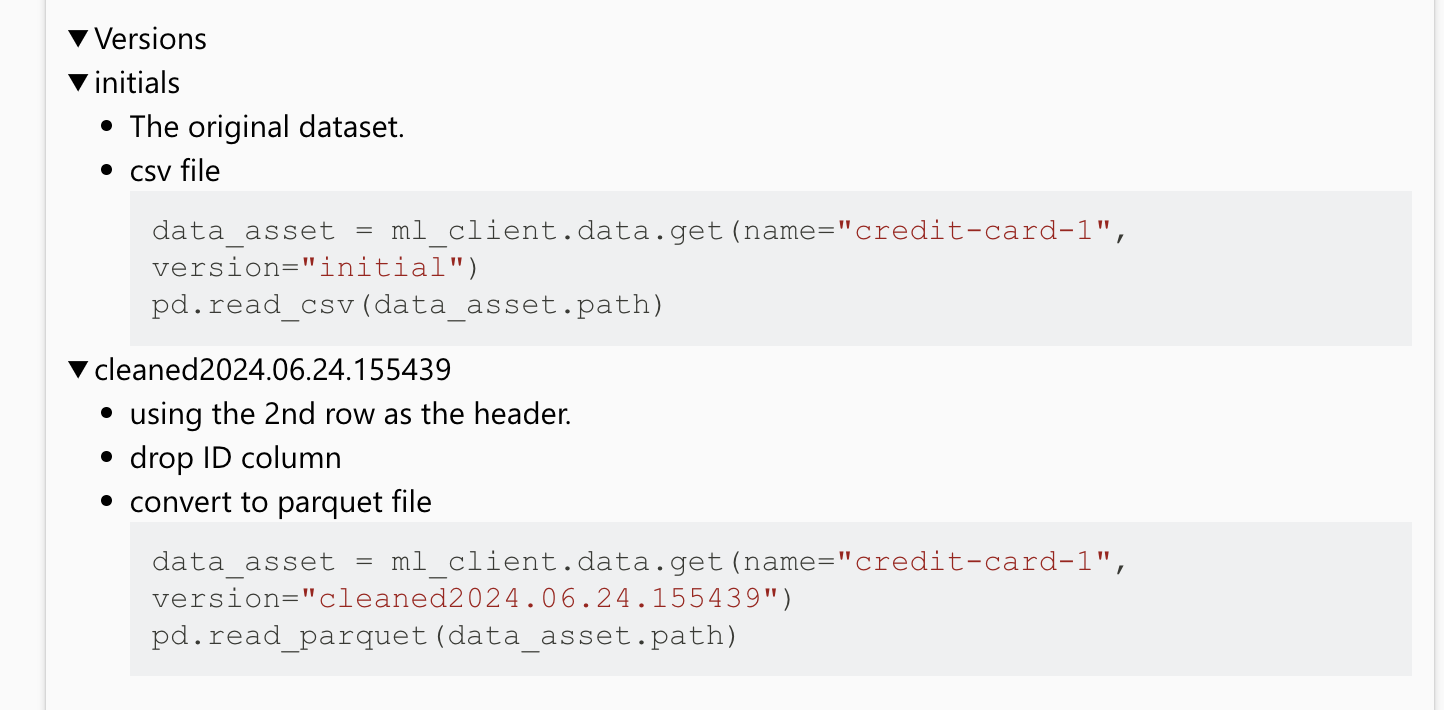 Versions
initials
The original dataset.
csv file
data_asset = ml_client.data.get(name="credit-card-1",
version="initial")
pd.read_csv(data_asset.path)
cleaned2024.06.24.155439
using the 2nd row as the header.
drop ID column
convert to parquet file
data_asset = ml_client.data.get(name="credit-card-1",
version="cleaned2024.06.24.155439")
pd.read_parquet(data_asset.path)